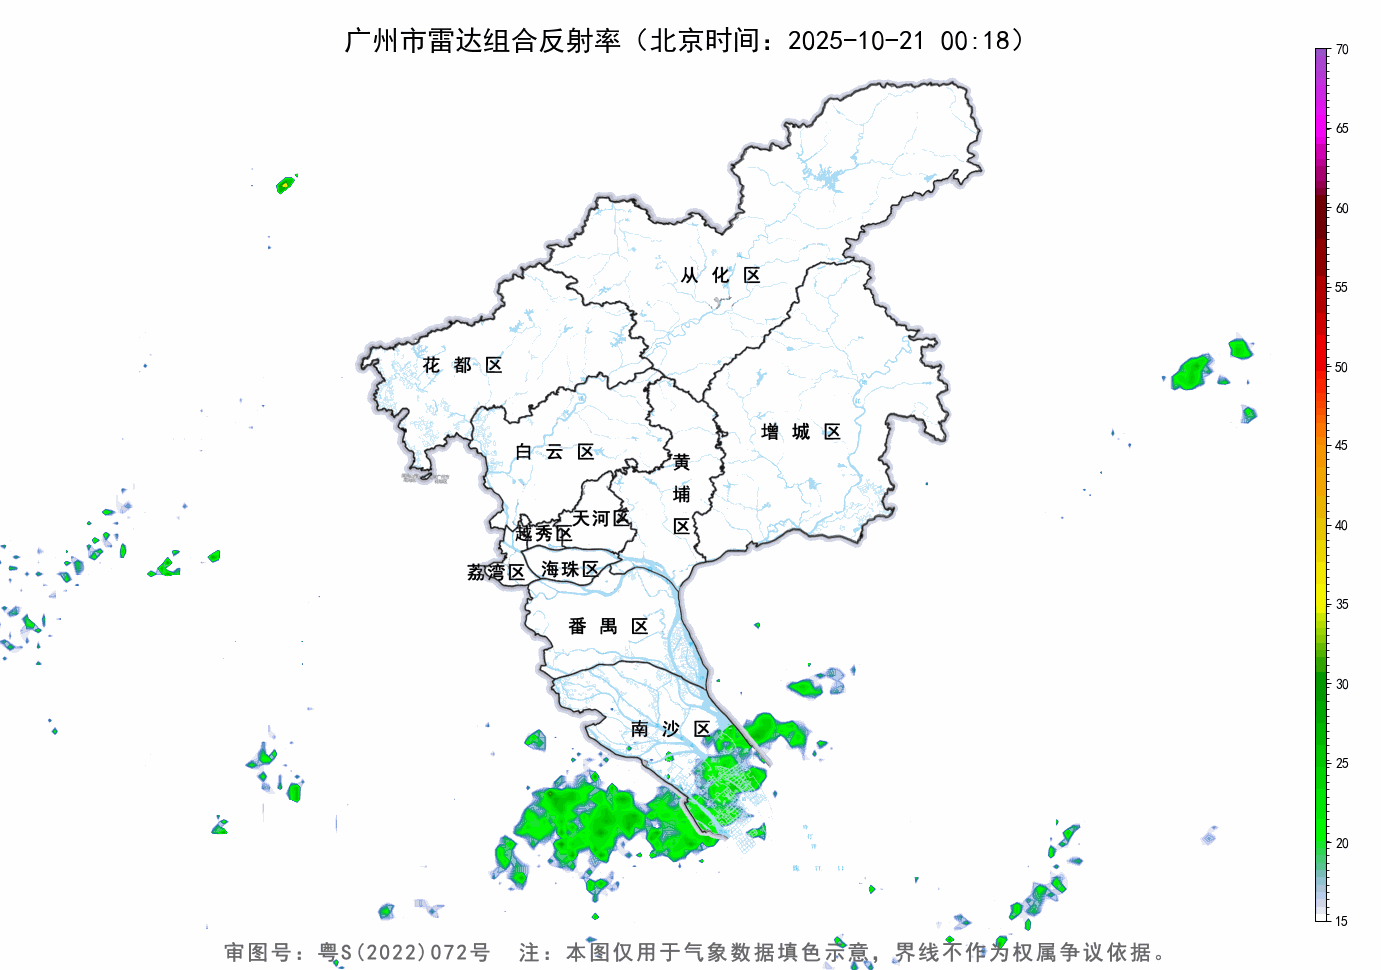 广州市雷达组合反射率（北京时间：2025-10-21 00:18）
70
65
60
55
50
45
40
35
30
25
20
15
从化区
花都区
增城区
白云区
黄埔区
天河区
越秀区
荔湾区
海珠区
番禺区
南沙区
审图号：粤S(2022)072号 注：本图仅用于气象数据填色示意，界线不作为权属争议依据。